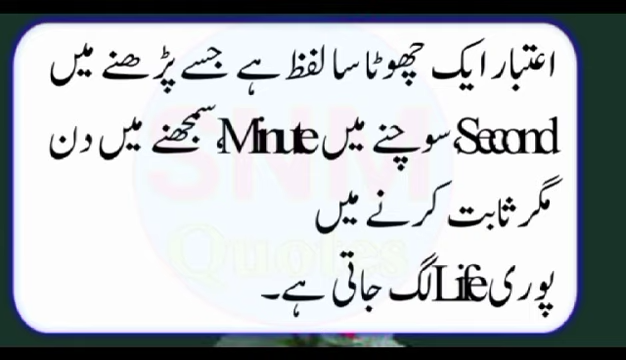 اعتبار ایک چھوٹا سا لفظ ہے جسے پڑھنے میں
Second، سوچنے میں Minute، سمجھنے میں دن
مگر ثابت کرنے میں
پوری Life لگ جاتی ہے۔
SNM
Quotes